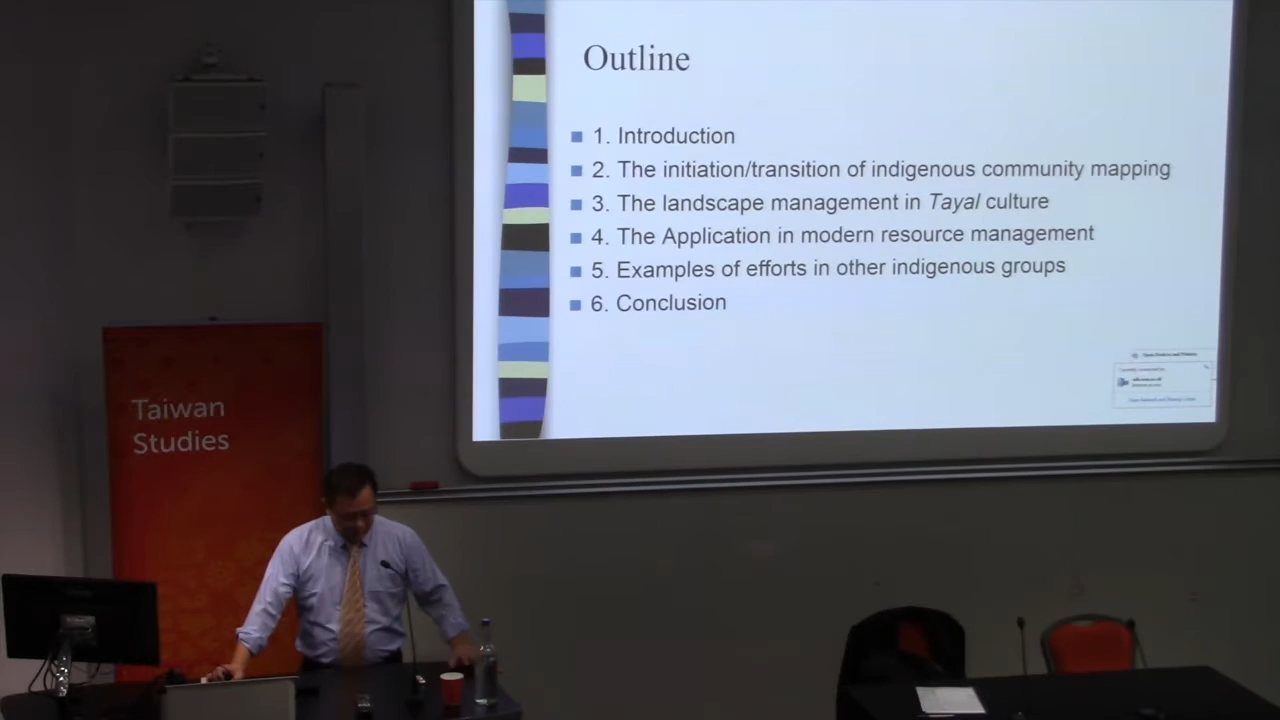 Outline
1. Introduction
2. The initiation/transition of indigenous community mapping
3. The landscape management in Tayal culture
4. The Application in modern resource management
5. Examples of efforts in other indigenous groups
6. Conclusion
Taiwan
Studies